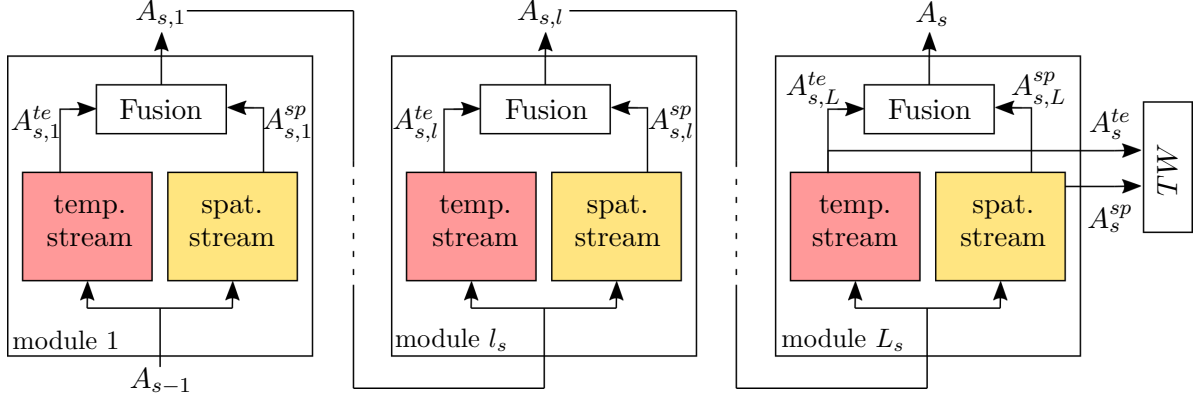 A_{s,1}
Fusion
A^{te}_{s,1}
A^{sp}_{s,1}
temp.
stream
spat.
stream
module 1
A_{s-1}
A_{s,l}
Fusion
A^{te}_{s,l}
A^{sp}_{s,l}
temp.
stream
spat.
stream
module l_s
A_s
Fusion
A^{te}_{s,L}
A^{sp}_{s,L}
temp.
stream
spat.
stream
module L_s
A^{te}_s
A^{sp}_s
TW